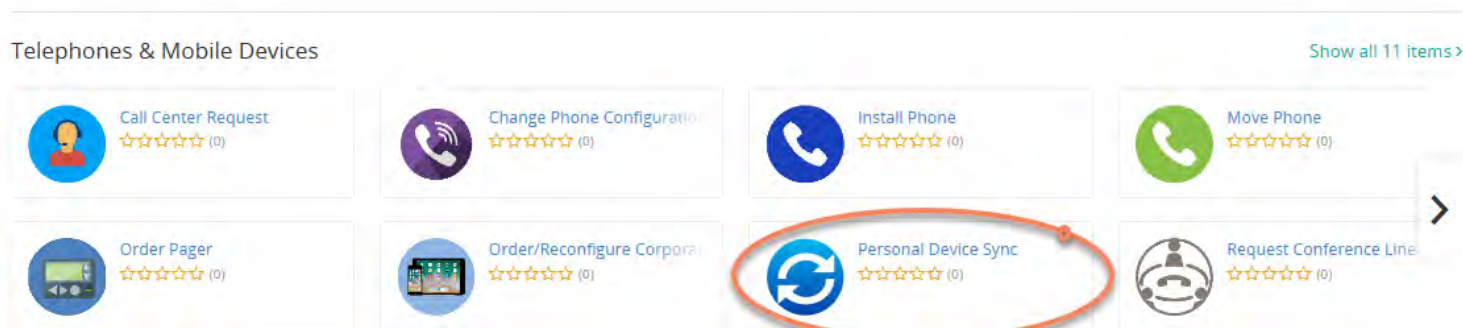 Telephones & Mobile Devices
Show all 11 items >
Call Center Request
(0)
Change Phone Configuration
(0)
Install Phone
(0)
Move Phone
(0)
Order Pager
(0)
Order/Reconfigure Corpora
(0)
Personal Device Sync
(0)
Request Conference Line
(0)